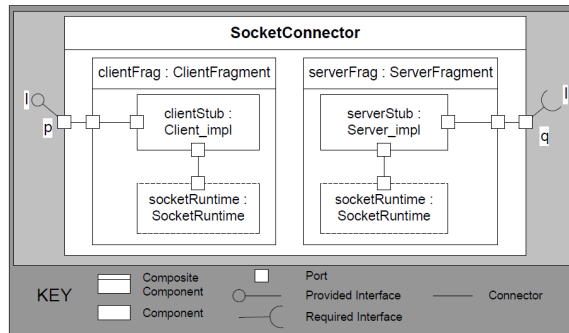 SocketConnector
clientFrag : ClientFragment
serverFrag : ServerFragment
I
I
clientStub :
Client_impl
serverStub :
Server_impl
p
q
socketRuntime :
SocketRuntime
socketRuntime :
SocketRuntime
KEY
Composite
Component
Component
Port
Provided Interface
Required Interface
Connector